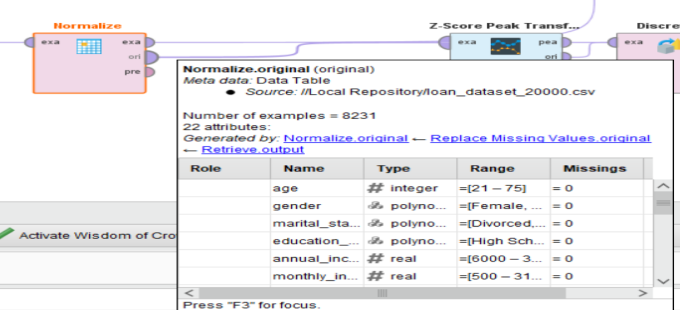 Normalize
Z-Score Peak Transf...
Discre
exa
exa
ori
pre
exa
pea
ori
exa
Normalize.original (original)
Meta data: Data Table
● Source: //Local Repository/loan_dataset_20000.csv
Number of examples = 8231
22 attributes:
Generated by: Normalize.original ← Replace Missing Values.original
← Retrieve.output
Role Name Type Range Missings
age # integer =[21 – 75] = 0
gender polyno... =[Female, ... = 0
marital_sta... polyno... =[Divorced,... = 0
education_... polyno... =[High Sch... = 0
annual_inc... # real =[6000 – 3... = 0
monthly_in... # real =[500 – 31... = 0
Activate Wisdom of Cro
Press "F3" for focus.